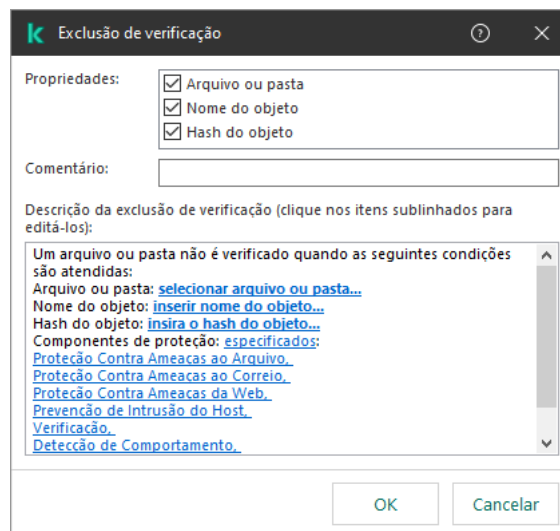 Exclusão de verificação
Propriedades:
Arquivo ou pasta
Nome do objeto
Hash do objeto
Comentário:
Descrição da exclusão de verificação (clique nos itens sublinhados para
editá-los):
Um arquivo ou pasta não é verificado quando as seguintes condições
são atendidas:
Arquivo ou pasta: selecionar arquivo ou pasta...
Nome do objeto: inserir nome do objeto...
Hash do objeto: insira o hash do objeto...
Componentes de proteção: especificados:
Proteção Contra Ameaças ao Arquivo,
Proteção Contra Ameaças ao Correio,
Proteção Contra Ameaças da Web,
Prevenção de Intrusão do Host,
Verificação,
Detecção de Comportamento,
OK
Cancelar